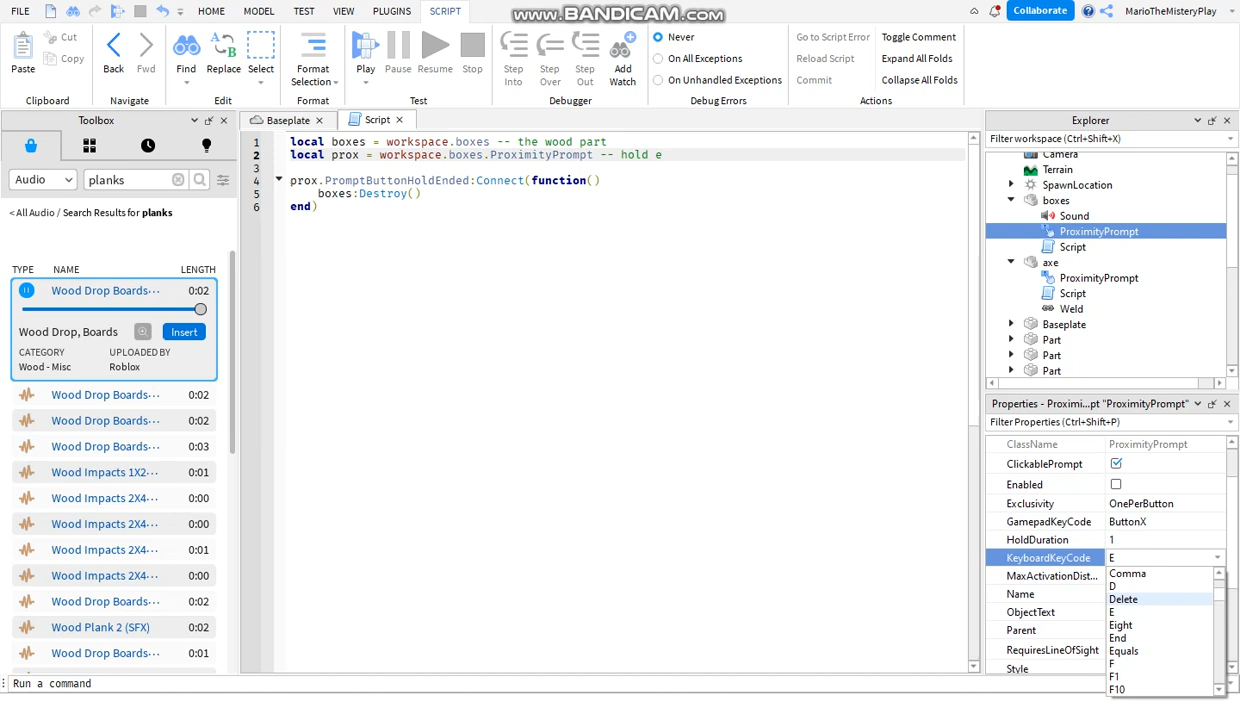 FILE HOME MODEL TEST VIEW PLUGINS SCRIPT www.BANDICAM.com Collaborate MarioTheMisteryPlay
Paste Cut Copy Back Fwd Find Replace Select Format Selection Play Pause Resume Stop Step Into Step Over Step Out Add Watch
Never Go to Script Error Toggle Comment
On All Exceptions Reload Script Expand All Folds
On Unhandled Exceptions Commit Collapse All Folds
Clipboard Navigate Edit Format Test Debugger Debug Errors Actions
Toolbox
Audio planks
< All Audio / Search Results for planks
TYPE NAME LENGTH
Wood Drop Boards... 0:02
Wood Drop, Boards Insert
CATEGORY UPLOADED BY
Wood - Misc Roblox
Wood Drop Boards... 0:02
Wood Drop Boards... 0:02
Wood Drop Boards... 0:03
Wood Impacts 1X2... 0:01
Wood Impacts 2X4... 0:00
Wood Impacts 2X4... 0:00
Wood Impacts 2X4... 0:01
Wood Impacts 2X4... 0:00
Wood Drop Boards... 0:02
Wood Plank 2 (SFX) 0:02
Wood Drop Boards... 0:01
Run a command
Baseplate Script
1 local boxes = workspace.boxes -- the wood part
2 local prox = workspace.boxes.ProximityPrompt -- hold e
3
4 prox.PromptButtonHoldEnded:Connect(function()
5 boxes:Destroy()
6 end)
Explorer
Filter workspace (Ctrl+Shift+X)
Camera
Terrain
SpawnLocation
boxes
Sound
ProximityPrompt
Script
axe
ProximityPrompt
Script
Weld
Baseplate
Part
Part
Part
Properties - Proximi...pt "ProximityPrompt"
Filter Properties (Ctrl+Shift+P)
ClassName ProximityPrompt
ClickablePrompt
Enabled
Exclusivity OnePerButton
GamepadKeyCode ButtonX
HoldDuration 1
KeyboardKeyCode E
MaxActivationDist...
Name
ObjectText
Parent
RequiresLineOfSight
Style
Comma
D
Delete
E
Eight
End
Equals
F
F1
F10